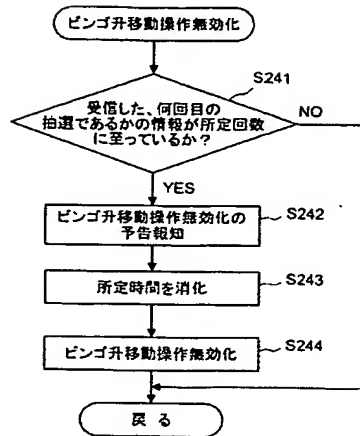 ビンゴ升移動操作無効化
S241
受信した、何回目の
抽選であるかの情報が所定回数
に至っているか？
NO
YES
ビンゴ升移動操作無効化の
予告報知
S242
所定時間を消化
S243
ビンゴ升移動操作無効化
S244
戻る